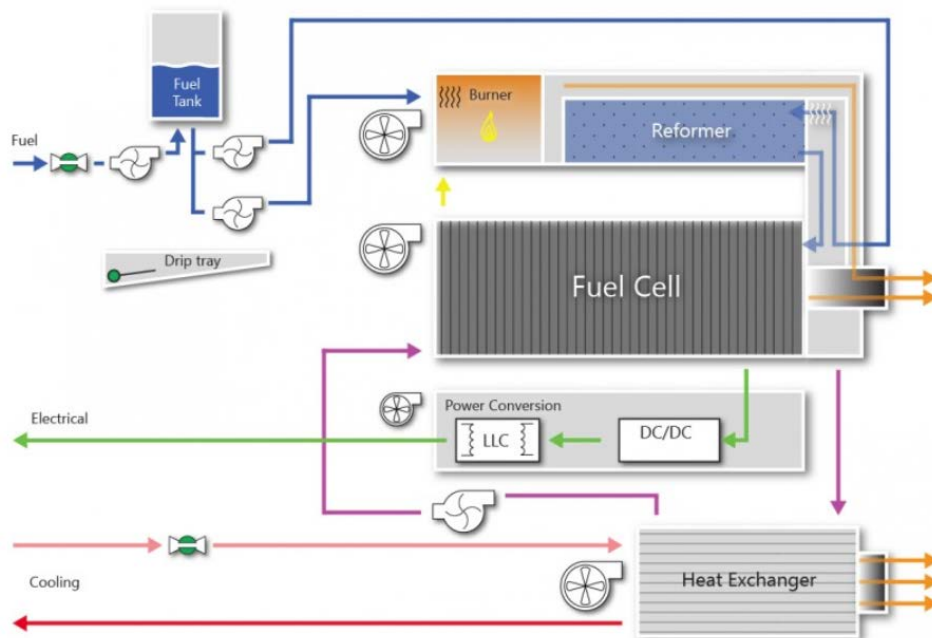 Fuel
Tank
Burner
Reformer
Fuel
Drip tray
Fuel Cell
Electrical
Power Conversion
LLC
DC/DC
Cooling
Heat Exchanger